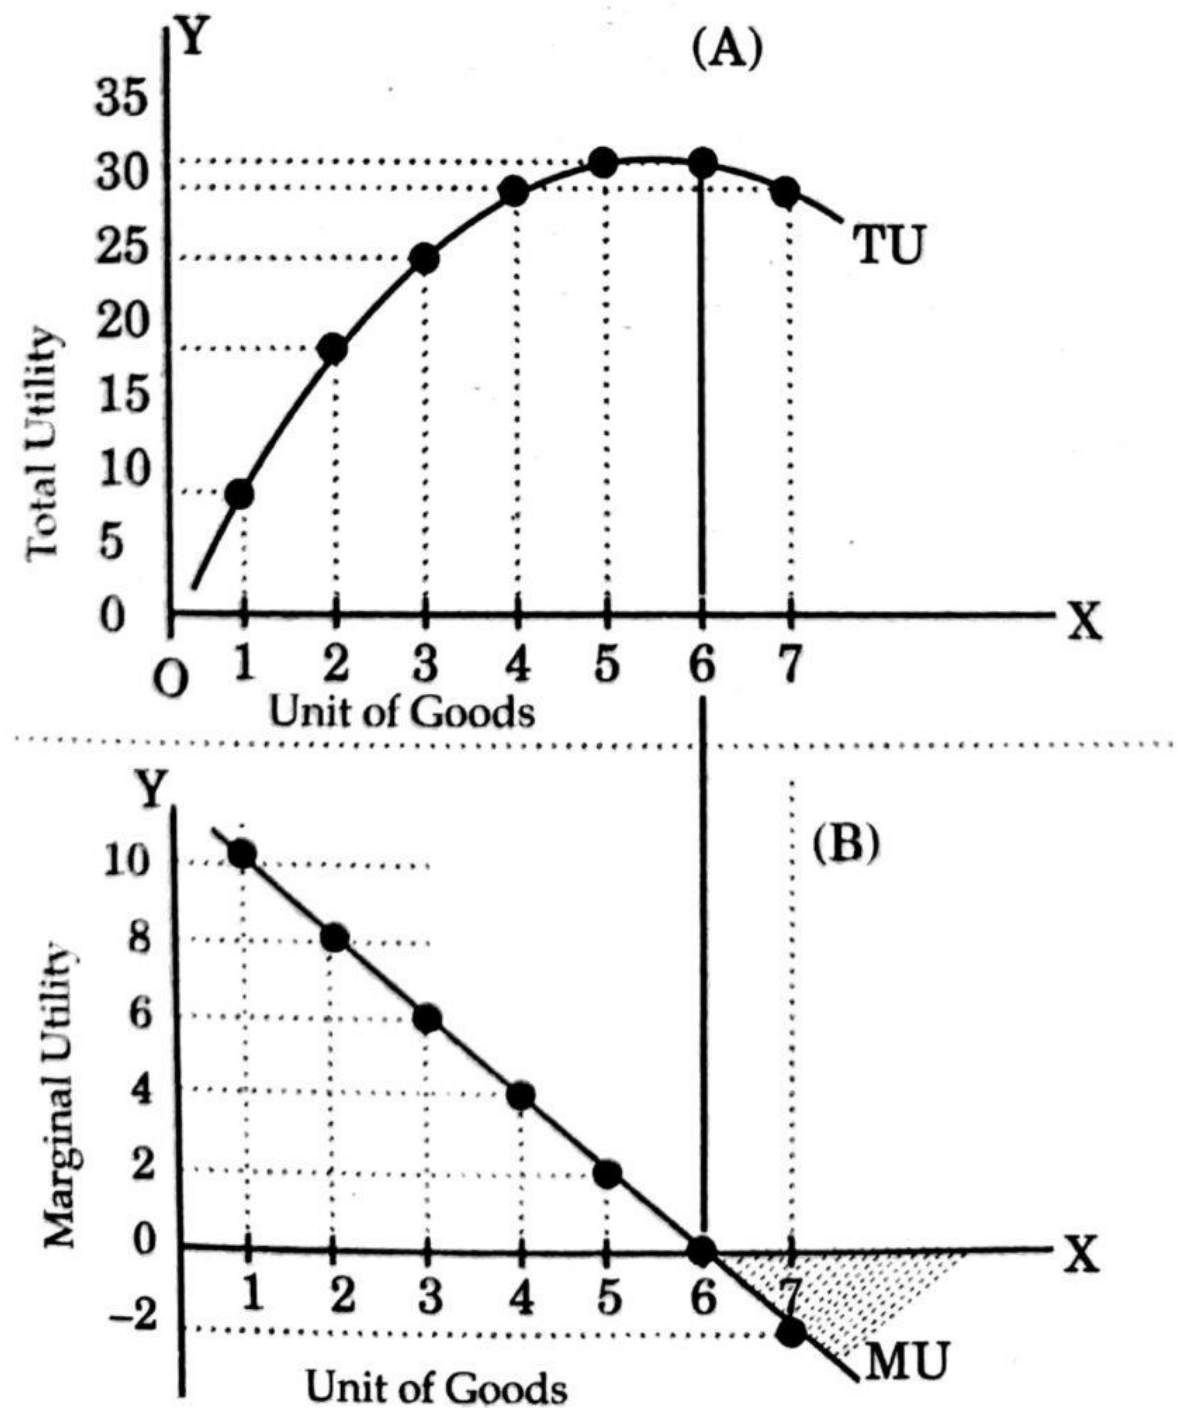 Y
(A)
35
30
25
20
15
10
5
0
Total Utility
TU
X
O 1 2 3 4 5 6 7
Unit of Goods
Y
(B)
10
8
6
4
2
0
-2
Marginal Utility
X
1 2 3 4 5 6 7
MU
Unit of Goods